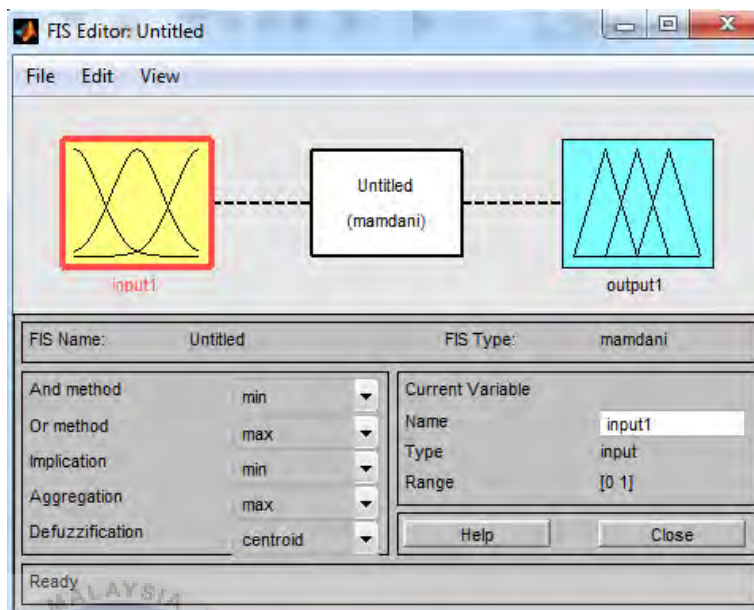 FIS Editor: Untitled
File Edit View
Untitled
(mamdani)
input1
output1
FIS Name: Untitled
FIS Type: mamdani
And method min
Or method max
Implication min
Aggregation max
Defuzzification centroid
Current Variable
Name input1
Type input
Range [0 1]
Help Close
Ready
MALAYSIA